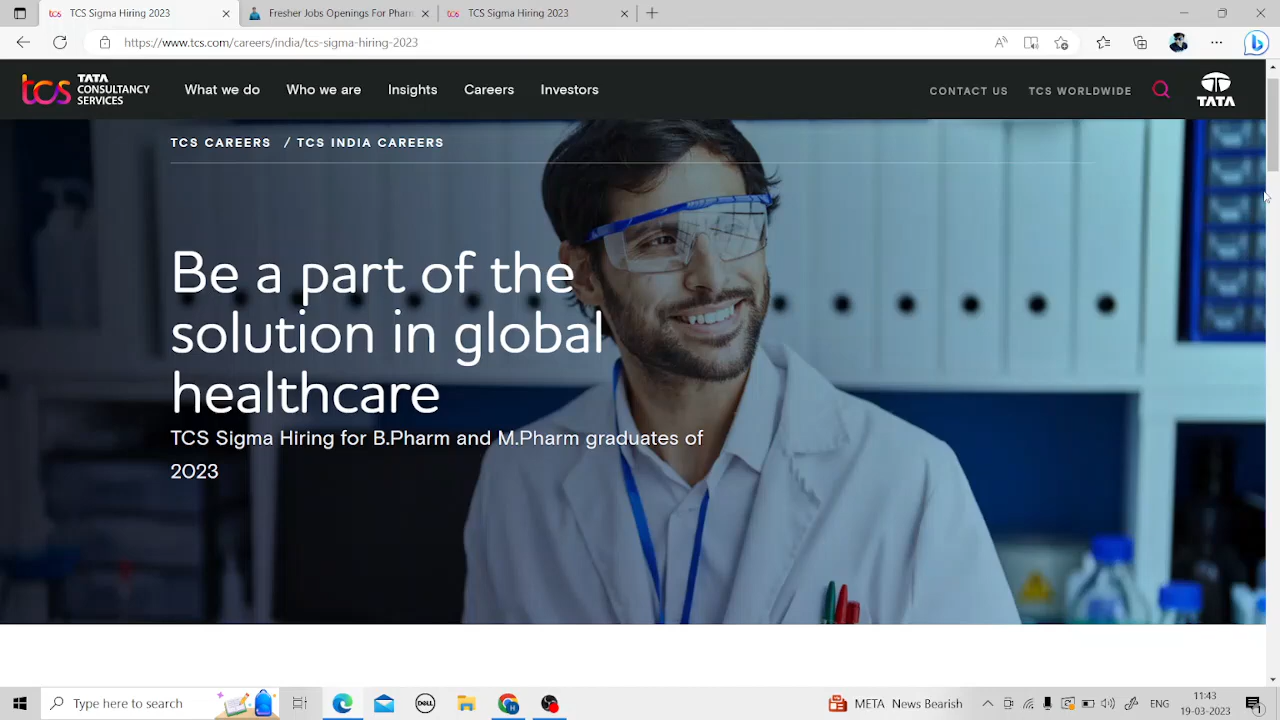 TCS Sigma Hiring 2023
Fresher Jobs Openings For Pharm
TCS Sigma Hiring 2023
https://www.tcs.com/careers/india/tcs-sigma-hiring-2023
tcs TATA
CONSULTANCY
SERVICES
What we do
Who we are
Insights
Careers
Investors
CONTACT US
TCS WORLDWIDE
TATA
TCS CAREERS / TCS INDIA CAREERS
Be a part of the
solution in global
healthcare
TCS Sigma Hiring for B.Pharm and M.Pharm graduates of
2023
Type here to search
DELL
META News Bearish
ENG
11:43
19-03-2023
1